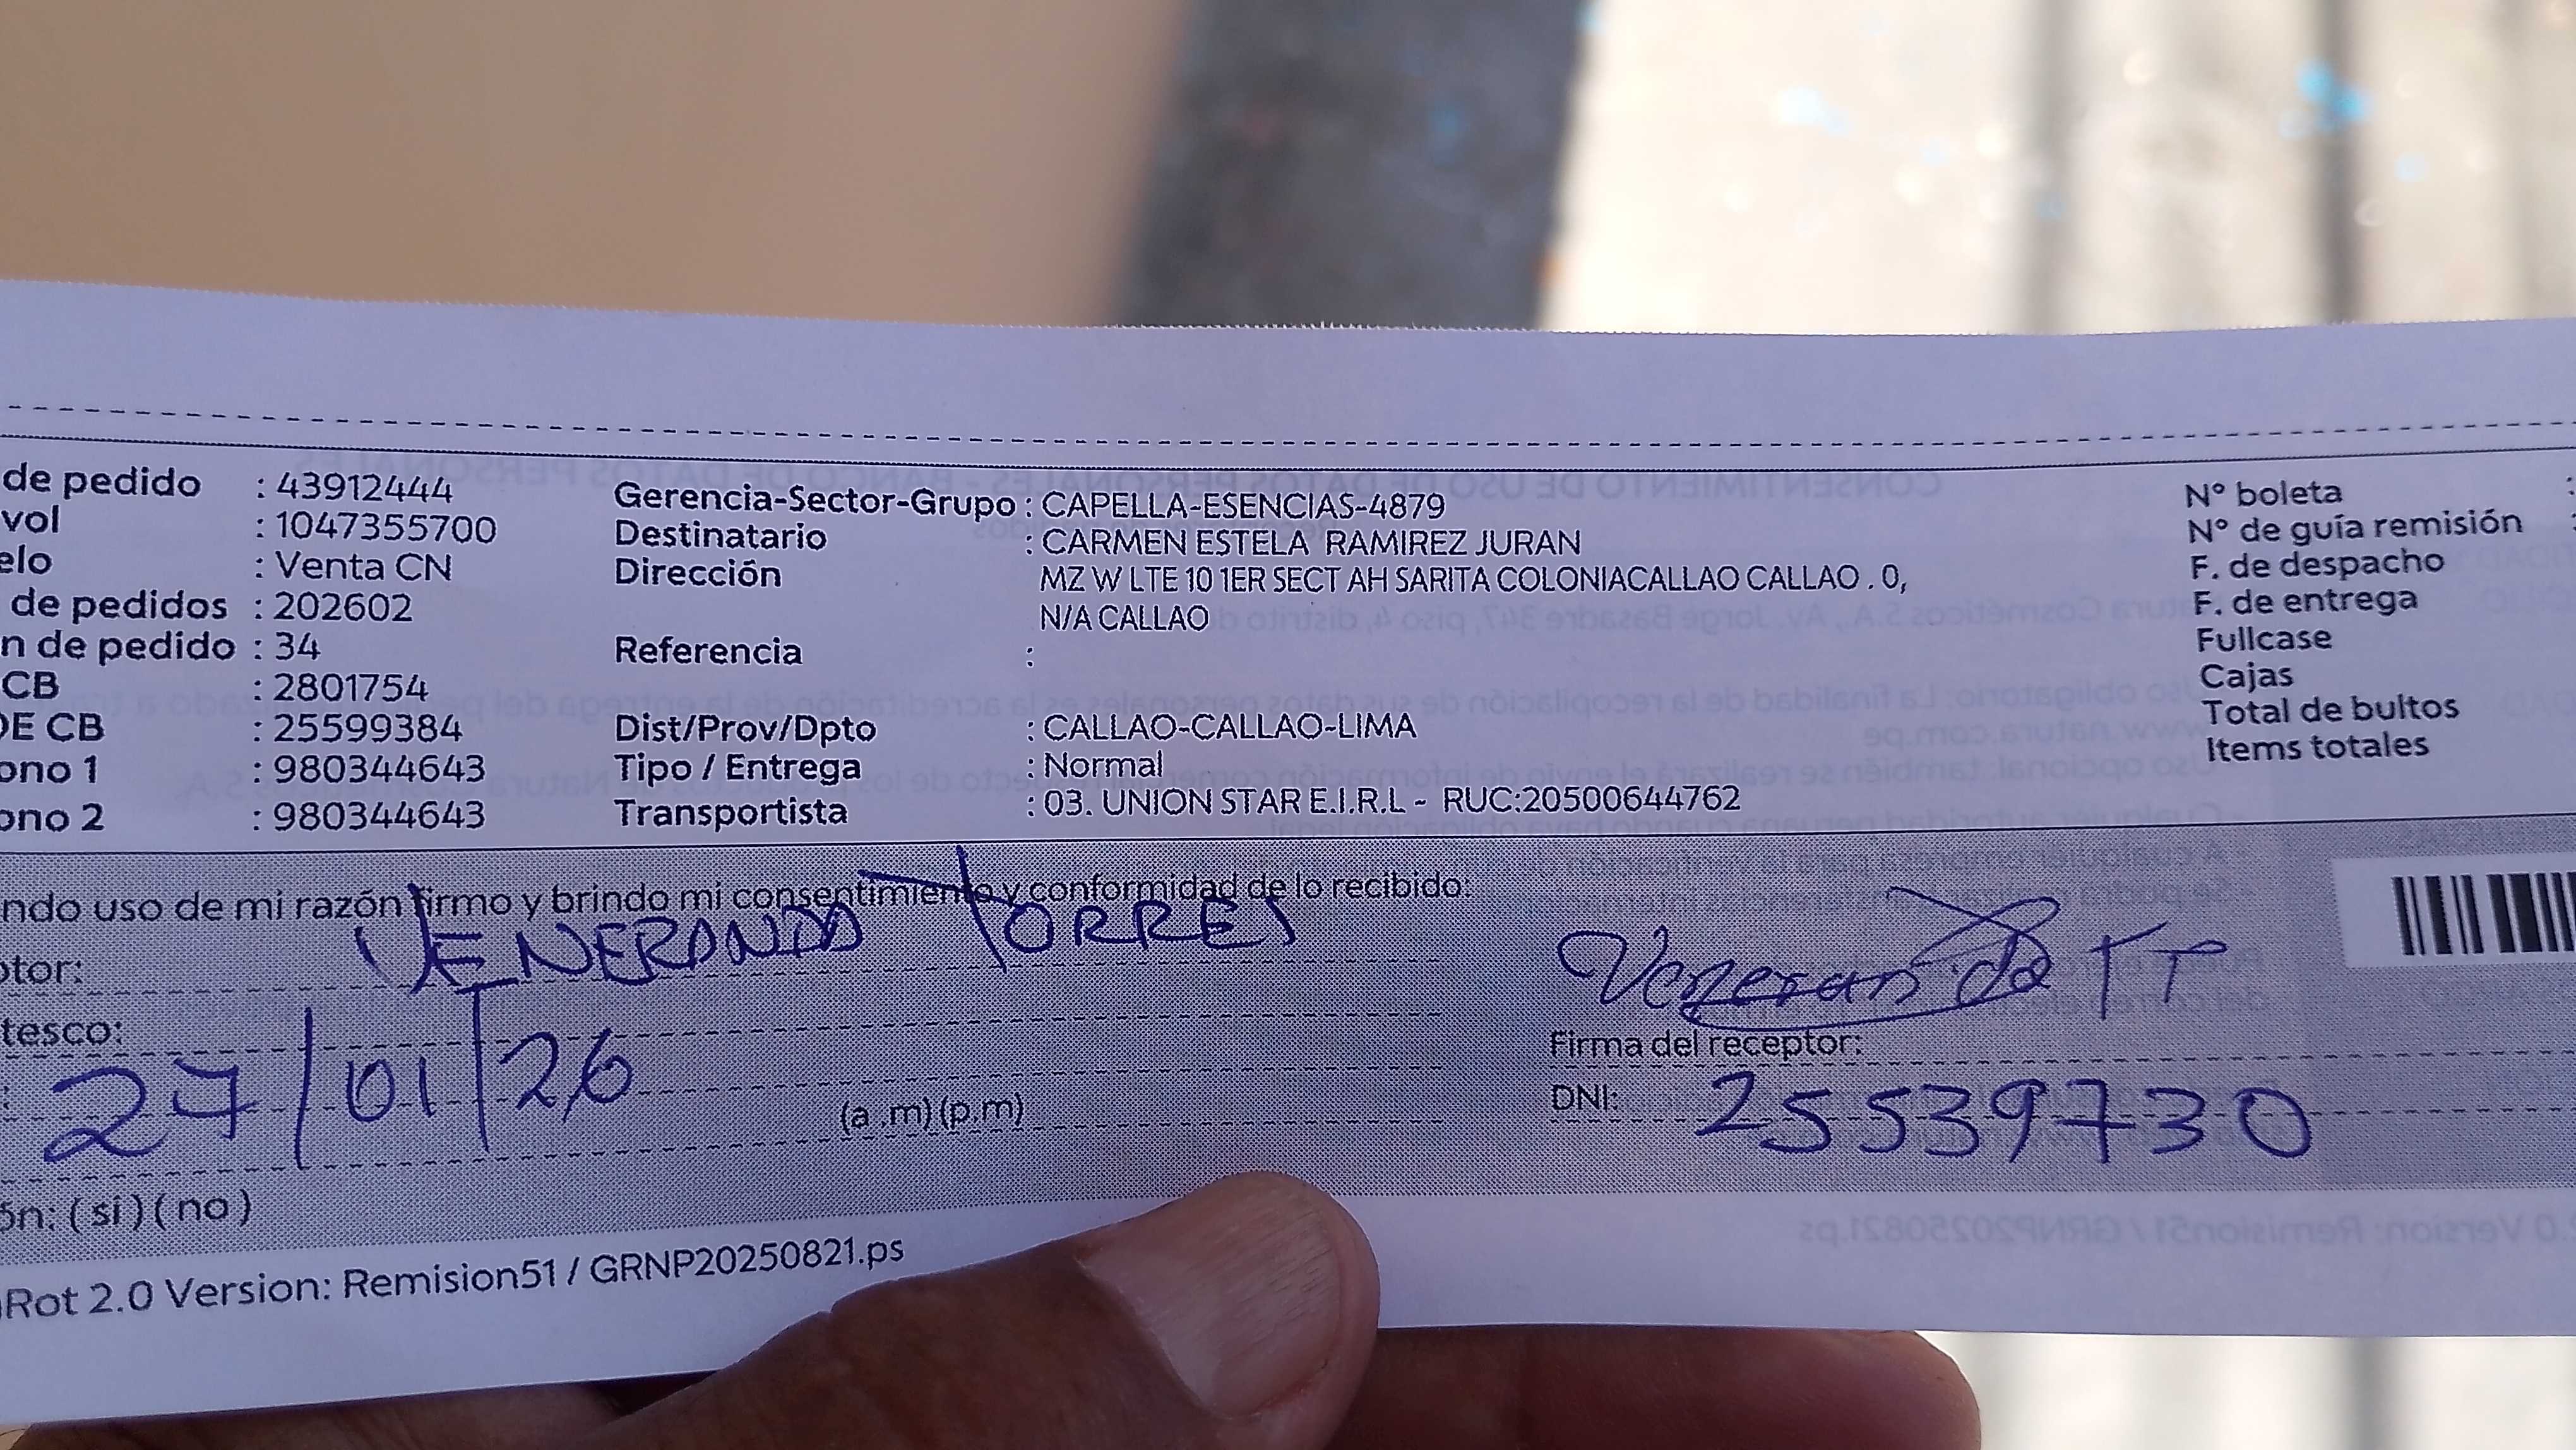 de pedido : 43912444
vol : 1047355700
elo : Venta CN
de pedidos : 202602
n de pedido : 34
CB : 2801754
DE CB : 25599384
ono 1 : 980344643
ono 2 : 980344643
Gerencia-Sector-Grupo : CAPELLA-ESENCIAS-4879
Destinatario : CARMEN ESTELA RAMIREZ JURAN
Dirección MZ W LTE 10 1ER SECT AH SARITA COLONIACALLAO CALLAO . 0,
N/A CALLAO
Referencia :
Dist/Prov/Dpto : CALLAO-CALLAO-LIMA
Tipo / Entrega : Normal
Transportista : 03. UNION STAR E.I.R.L - RUC:20500644762
N° boleta :
N° de guía remisión :
F. de despacho
F. de entrega
Fullcase
Cajas
Total de bultos
Items totales
ndo uso de mi razón firmo y brindo mi consentimiento y conformidad de lo recibido:
ptor: VENERANDA TORRES
tesco:
: 27/01/26 (a .m) (p.m)
Veneranda TT
Firma del receptor:
DNI: 25539730
ón: ( si ) ( no )
Rot 2.0 Version: Remision51 / GRNP20250821.ps